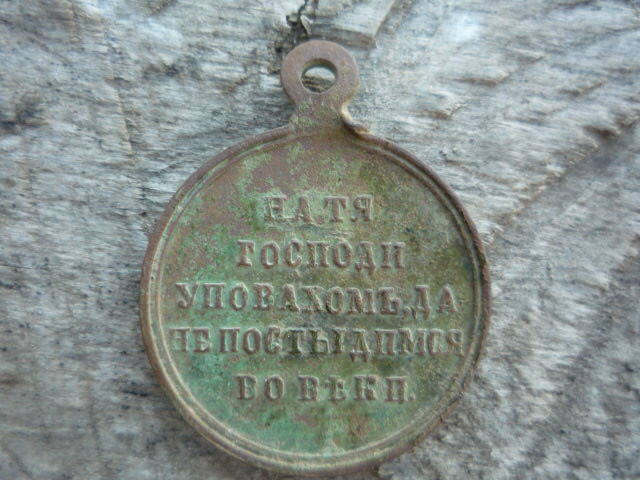 НА ТЯ
ГОСПОДИ
УПОВАХОМЪ, ДА
НЕ ПОСТЫДИМСЯ
ВО ВѢКИ.